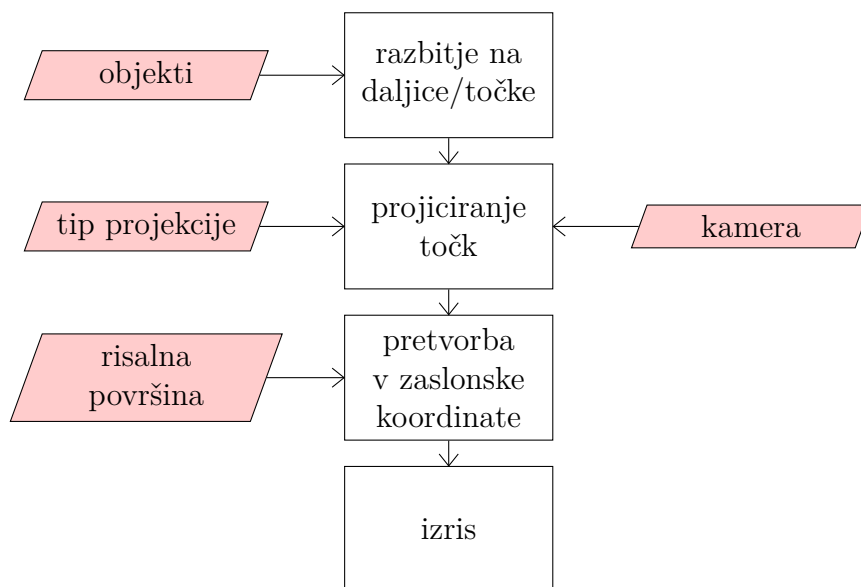 objekti
razbitje na
daljice/točke
tip projekcije
projiciranje
točk
kamera
risalna
površina
pretvorba
v zaslonske
koordinate
izris